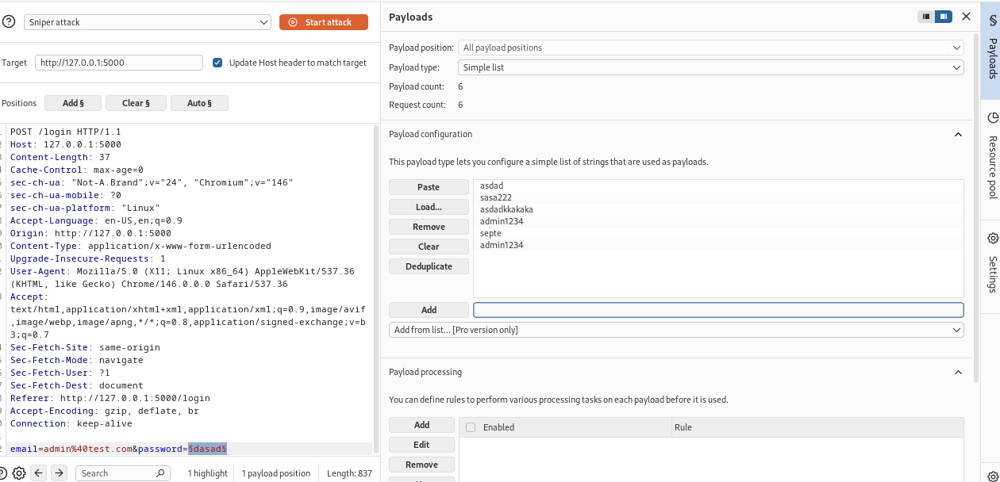 Sniper attack
Start attack
Target
http://127.0.0.1:5000
Update Host header to match target
Positions
Add §
Clear §
Auto §
POST /login HTTP/1.1
Host: 127.0.0.1:5000
Content-Length: 37
Cache-Control: max-age=0
sec-ch-ua: "Not-A.Brand";v="24", "Chromium";v="146"
sec-ch-ua-mobile: ?0
sec-ch-ua-platform: "Linux"
Accept-Language: en-US,en;q=0.9
Origin: http://127.0.0.1:5000
Content-Type: application/x-www-form-urlencoded
Upgrade-Insecure-Requests: 1
User-Agent: Mozilla/5.0 (X11; Linux x86_64) AppleWebKit/537.36
(KHTML, like Gecko) Chrome/146.0.0.0 Safari/537.36
Accept:
text/html,application/xhtml+xml,application/xml;q=0.9,image/avif
,image/webp,image/apng,*/*;q=0.8,application/signed-exchange;v=b
3;q=0.7
Sec-Fetch-Site: same-origin
Sec-Fetch-Mode: navigate
Sec-Fetch-User: ?1
Sec-Fetch-Dest: document
Referer: http://127.0.0.1:5000/login
Accept-Encoding: gzip, deflate, br
Connection: keep-alive
email=admin%40test.com&password=§dasad§
Search
1 highlight
1 payload position
Length: 837
Payloads
Payload position:
All payload positions
Payload type:
Simple list
Payload count:
6
Request count:
6
Payload configuration
This payload type lets you configure a simple list of strings that are used as payloads.
Paste
Load...
Remove
Clear
Deduplicate
asdad
sasa222
asdadkkakaka
admin1234
septe
admin1234
Add
Add from list... [Pro version only]
Payload processing
You can define rules to perform various processing tasks on each payload before it is used.
Add
Edit
Remove
Enabled
Rule
§
Payloads
Resource pool
Settings